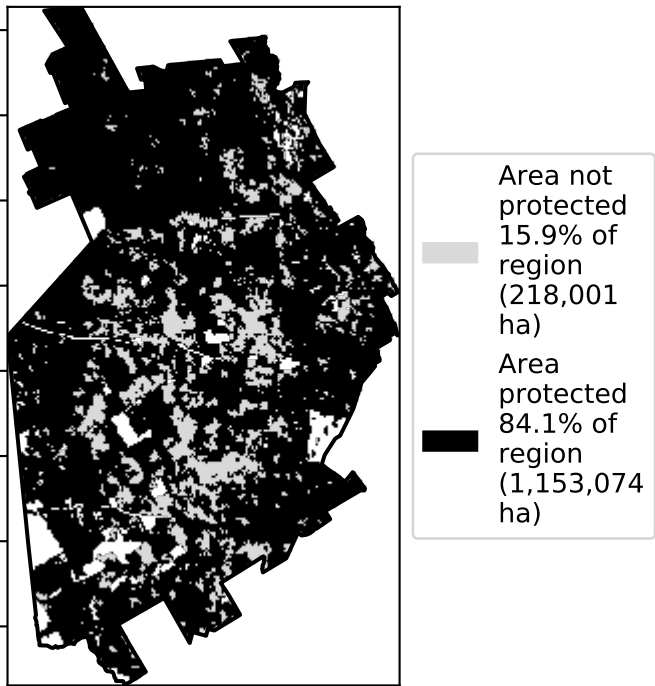 Area not
protected
15.9% of
region
(218,001
ha)
Area
protected
84.1% of
region
(1,153,074
ha)